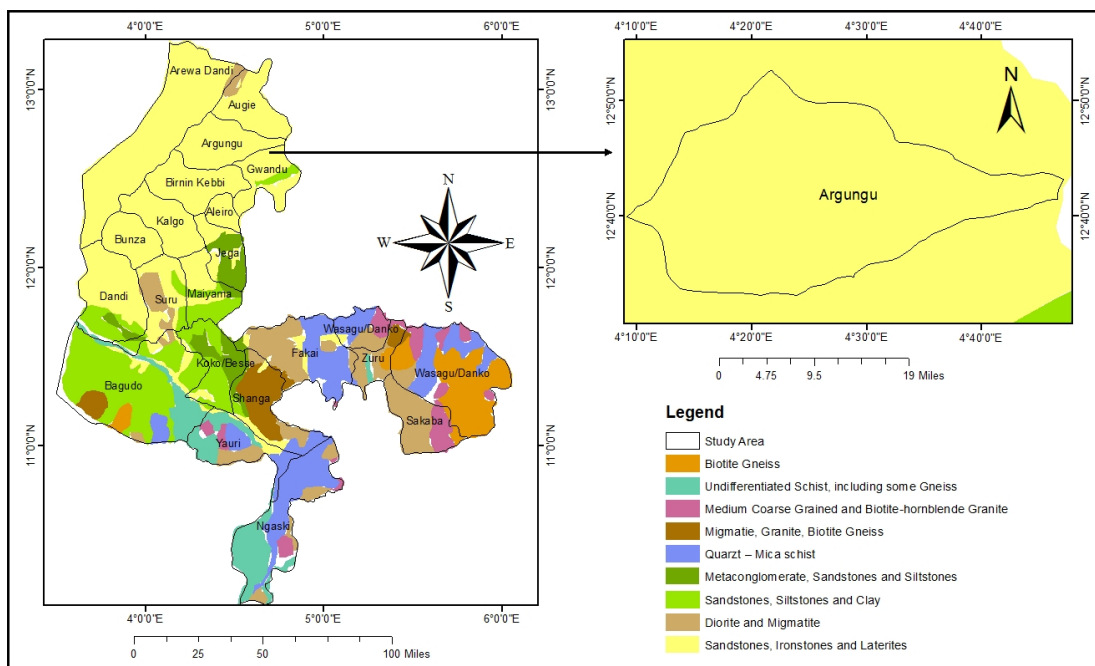 4°0'0"E 5°0'0"E 6°0'0"E
4°10'0"E 4°20'0"E 4°30'0"E 4°40'0"E
13°0'0"N
12°0'0"N
11°0'0"N
13°0'0"N
12°0'0"N
11°0'0"N
12°50'0"N
12°40'0"N
12°50'0"N
12°40'0"N
Arewa Dandi
Augie
Argungu
Gwandu
Birnin Kebbi
Aleiro
Kalgo
Bunza
Jega
Dandi
Suru
Maiyama
Wasagu/Danko
Koko/Besse
Fakai
Zuru
Wasagu/Danko
Bagudo
Shanga
Sakaba
Yauri
Ngaski
N
W
E
S
N
Argungu
4°0'0"E 5°0'0"E 6°0'0"E
0 25 50 100 Miles
4°10'0"E 4°20'0"E 4°30'0"E 4°40'0"E
0 4.75 9.5 19 Miles
Legend
Study Area
Biotite Gneiss
Undifferentiated Schist, including some Gneiss
Medium Coarse Grained and Biotite-hornblende Granite
Migmatie, Granite, Biotite Gneiss
Quarzt – Mica schist
Metaconglomerate, Sandstones and Siltstones
Sandstones, Siltstones and Clay
Diorite and Migmatite
Sandstones, Ironstones and Laterites